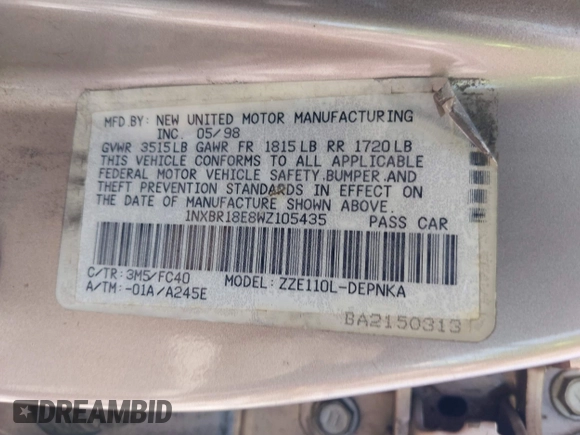 MFD.BY: NEW UNITED MOTOR MANUFACTURING
INC. 05/98
GVWR 3515LB GAWR FR 1815LB RR 1720LB
THIS VEHICLE CONFORMS TO ALL APPLICABLE
FEDERAL MOTOR VEHICLE SAFETY,BUMPER,AND
THEFT PREVENTION STANDARDS IN EFFECT ON
THE DATE OF MANUFACTURE SHOWN ABOVE.
1NXBR18E8WZ105435 PASS CAR
C/TR:3M5/FC40 MODEL: ZZE110L-DEPNKA
A/TM:-01A/A245E
BA2150313
DREAMBID